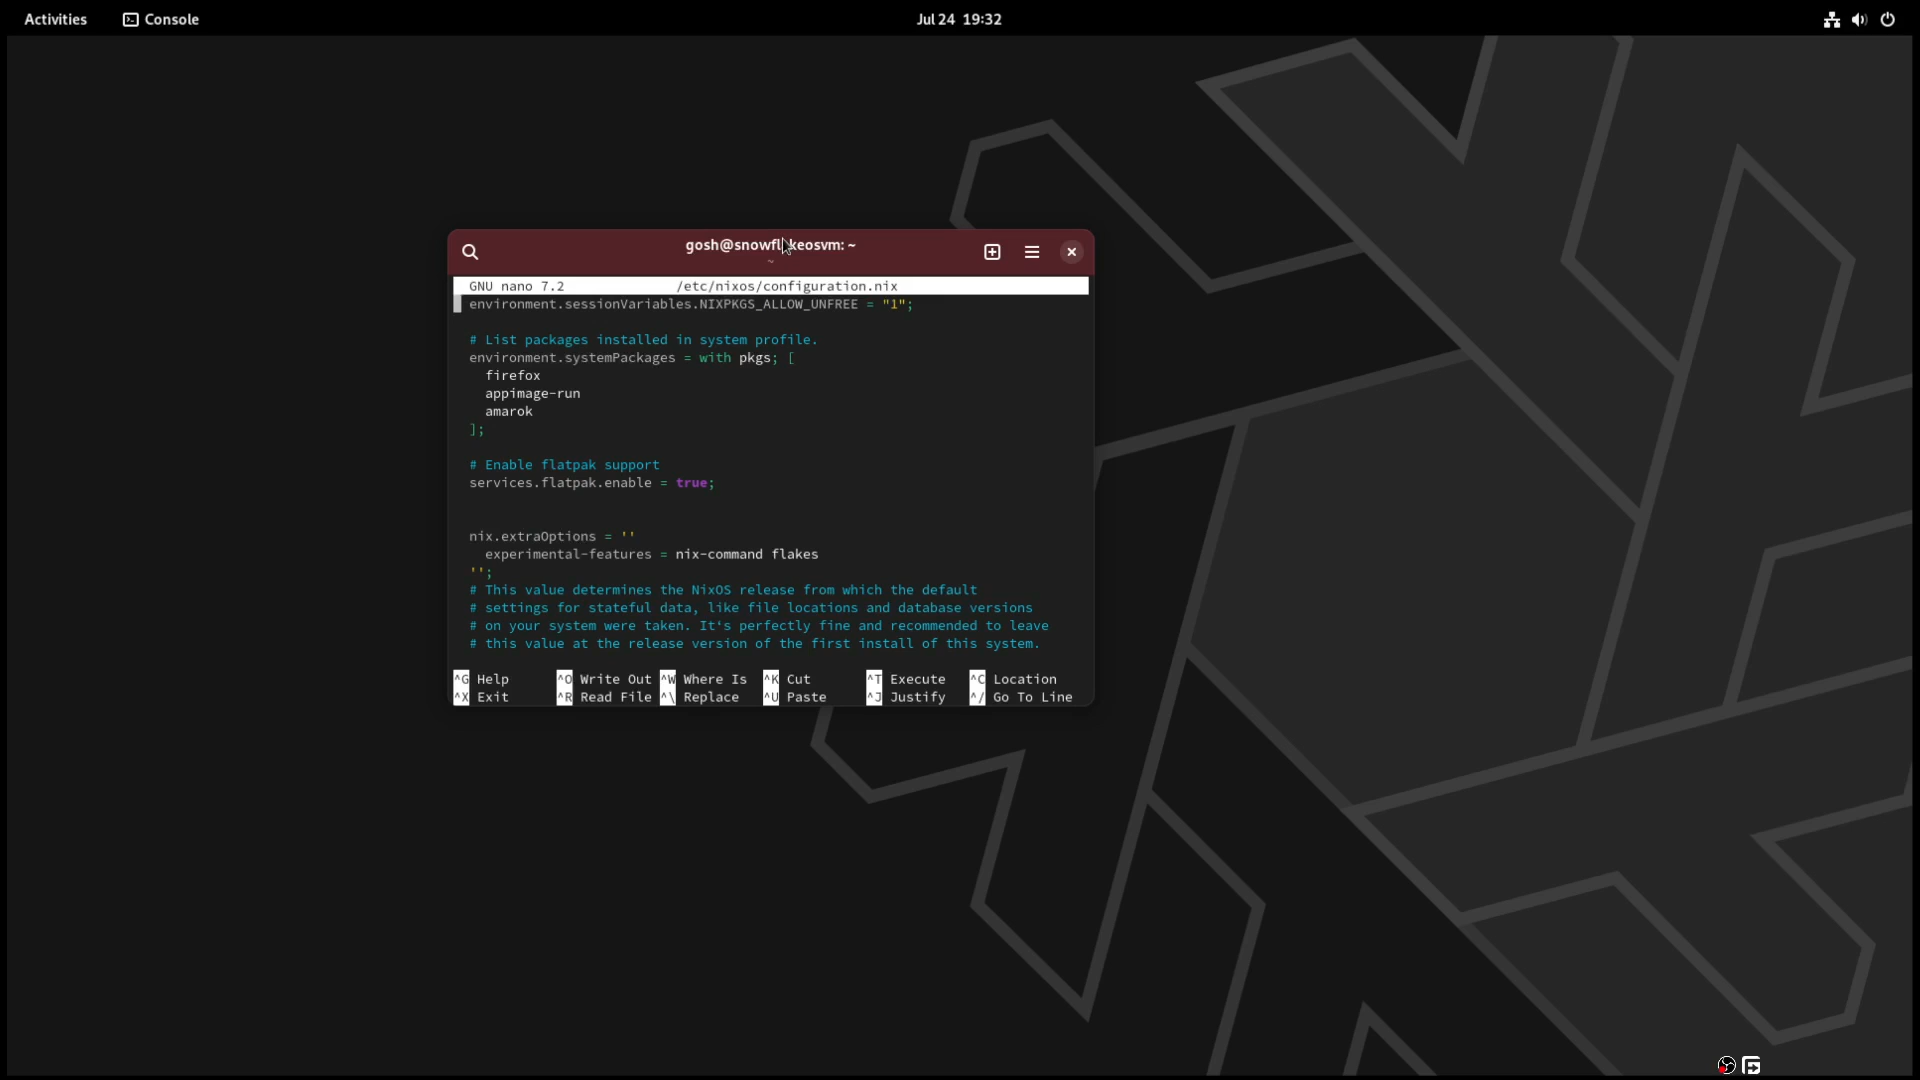 Activities Console Jul 24 19:32
gosh@snowfl keosvm: ~
~
GNU nano 7.2 /etc/nixos/configuration.nix
environment.sessionVariables.NIXPKGS_ALLOW_UNFREE = "1";
# List packages installed in system profile.
environment.systemPackages = with pkgs; [
firefox
appimage-run
amarok
];
# Enable flatpak support
services.flatpak.enable = true;
nix.extraOptions = ''
experimental-features = nix-command flakes
'';
# This value determines the NixOS release from which the default
# settings for stateful data, like file locations and database versions
# on your system were taken. It‘s perfectly fine and recommended to leave
# this value at the release version of the first install of this system.
^G Help ^O Write Out ^W Where Is ^K Cut ^T Execute ^C Location
^X Exit ^R Read File ^\ Replace ^U Paste ^J Justify ^/ Go To Line